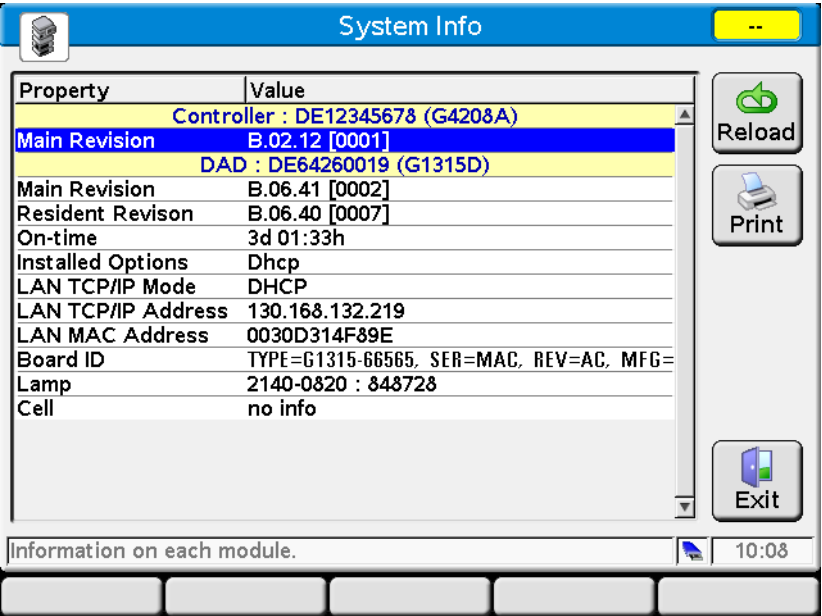 System Info
--
Property Value
Controller : DE12345678 (G4208A)
Main Revision B.02.12 [0001]
DAD : DE64260019 (G1315D)
Main Revision B.06.41 [0002]
Resident Revison B.06.40 [0007]
On-time 3d 01:33h
Installed Options Dhcp
LAN TCP/IP Mode DHCP
LAN TCP/IP Address 130.168.132.219
LAN MAC Address 0030D314F89E
Board ID TYPE=G1315-66565, SER=MAC, REV=AC, MFG=
Lamp 2140-0820 : 848728
Cell no info
Reload
Print
Exit
Information on each module.
10:08